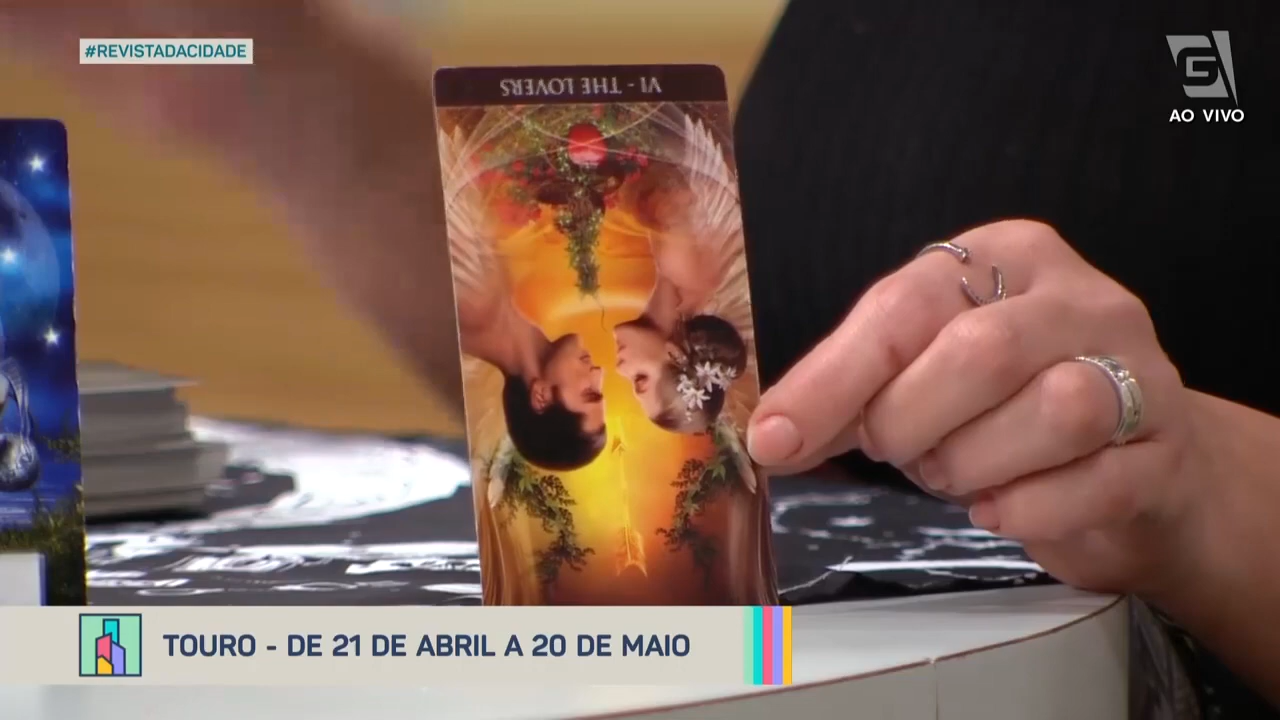 #REVISTADACIDADE
AO VIVO
VI - THE LOVERS
TOURO - DE 21 DE ABRIL A 20 DE MAIO